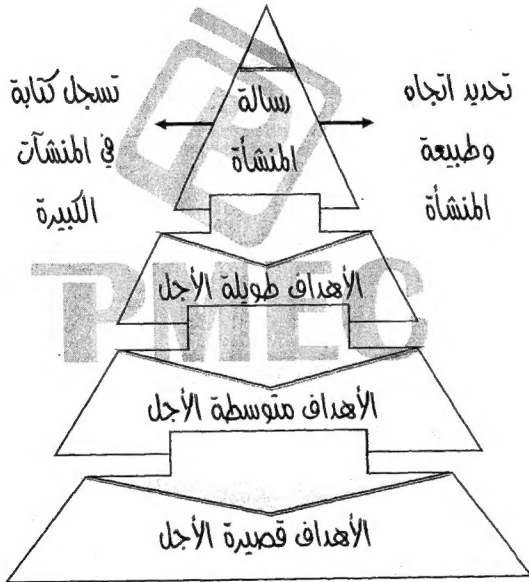 تحديد اتجاه
وطبيعة
المنشأة
رسالة
المنشأة
تسجل كتابة
في المنشآت
الكبيرة
PMEC
الأهداف طويلة الأجل
الأهداف متوسطة الأجل
الأهداف قصيرة الأجل